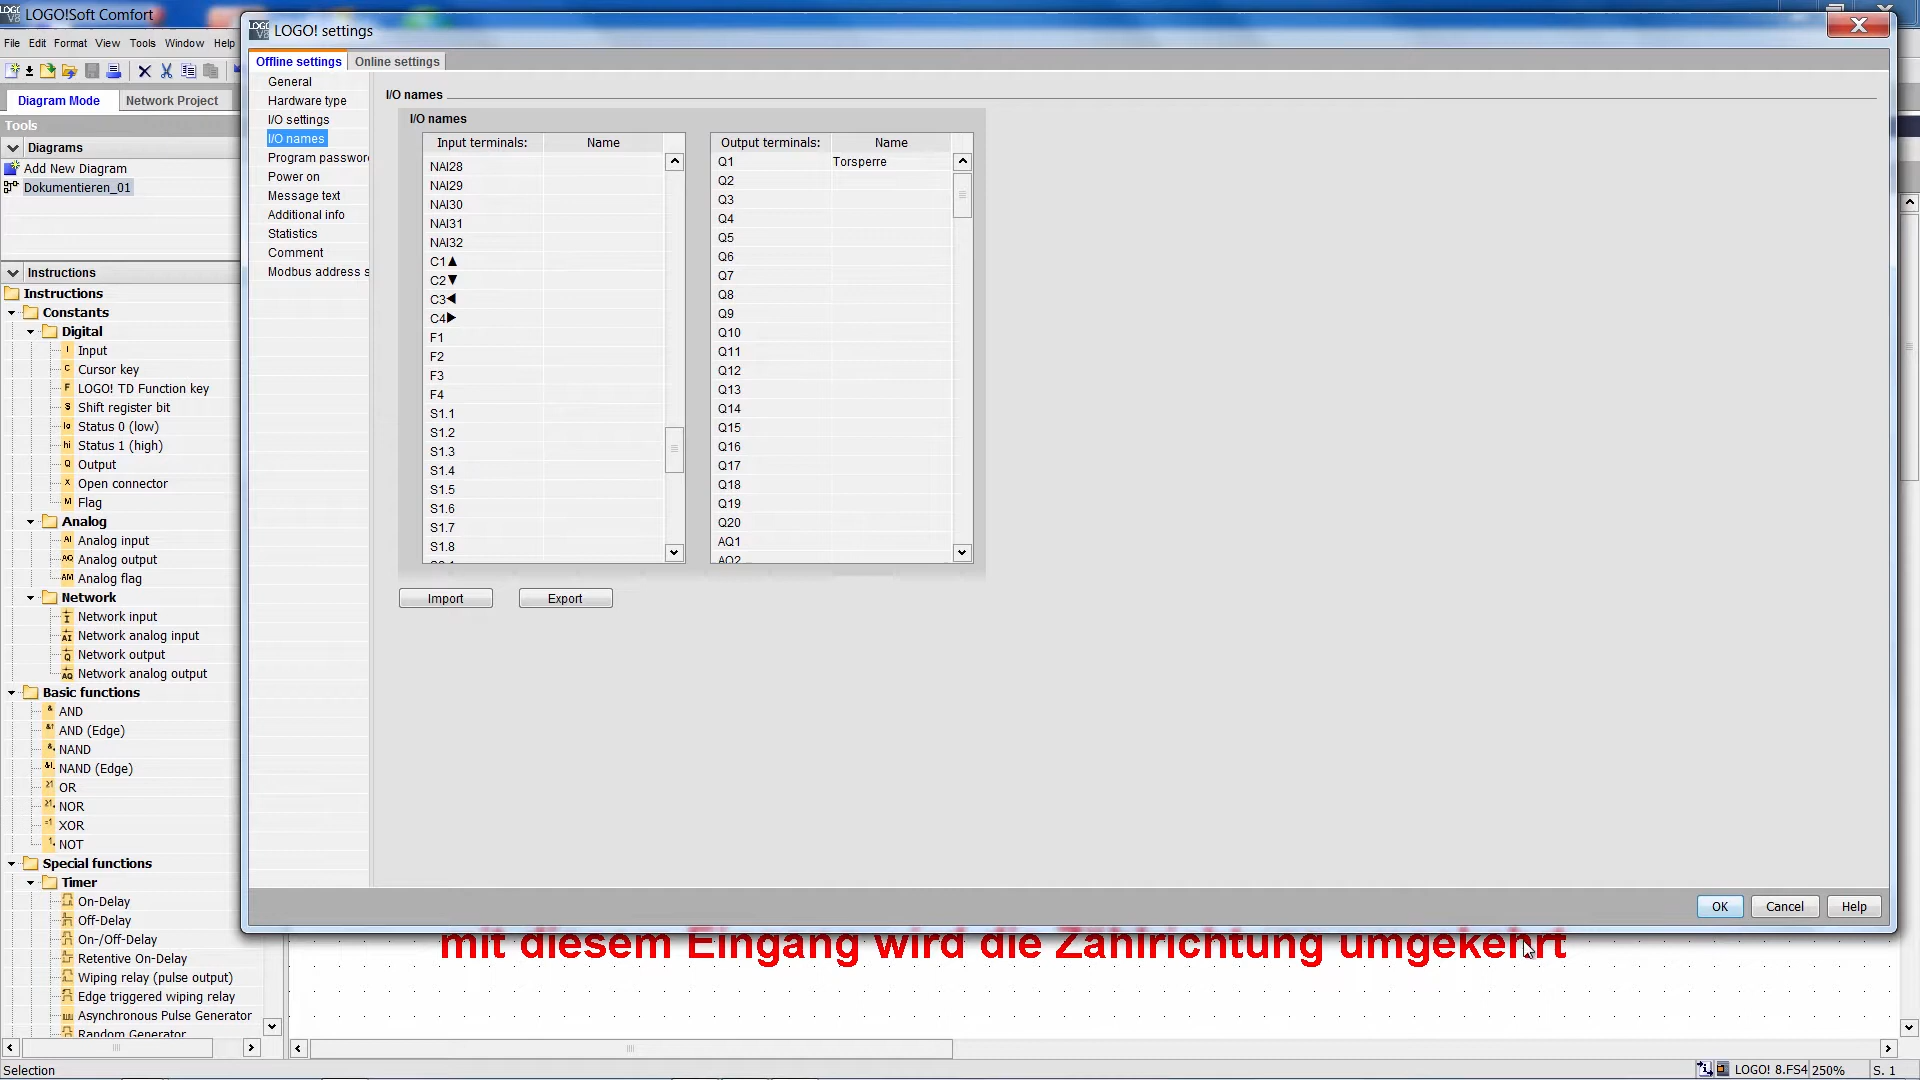 LOGO!Soft Comfort
File Edit Format View Tools Window Help
Diagram Mode Network Project
Tools
Diagrams
Add New Diagram
Dokumentieren_01
Instructions
Instructions
Constants
Digital
Input
Cursor key
LOGO! TD Function key
Shift register bit
Status 0 (low)
Status 1 (high)
Output
Open connector
Flag
Analog
Analog input
Analog output
Analog flag
Network
Network input
Network analog input
Network output
Network analog output
Basic functions
AND
AND (Edge)
NAND
NAND (Edge)
OR
NOR
XOR
NOT
Special functions
Timer
On-Delay
Off-Delay
On-/Off-Delay
Retentive On-Delay
Wiping relay (pulse output)
Edge triggered wiping relay
Asynchronous Pulse Generator
Random Generator
Selection
LOGO! settings
Offline settings Online settings
General
Hardware type
I/O settings
I/O names
Program password
Power on
Message text
Additional info
Statistics
Comment
Modbus address s
I/O names
I/O names
Input terminals: Name
NAI28
NAI29
NAI30
NAI31
NAI32
C1▲
C2▼
C3◀
C4▶
F1
F2
F3
F4
S1.1
S1.2
S1.3
S1.4
S1.5
S1.6
S1.7
S1.8
Output terminals: Name
Q1 Torsperre
Q2
Q3
Q4
Q5
Q6
Q7
Q8
Q9
Q10
Q11
Q12
Q13
Q14
Q15
Q16
Q17
Q18
Q19
Q20
AQ1
AQ2
Import Export
OK Cancel Help
mit diesem Eingang wird die Zählrichtung umgekehrt
LOGO! 8.FS4 250% S. 1